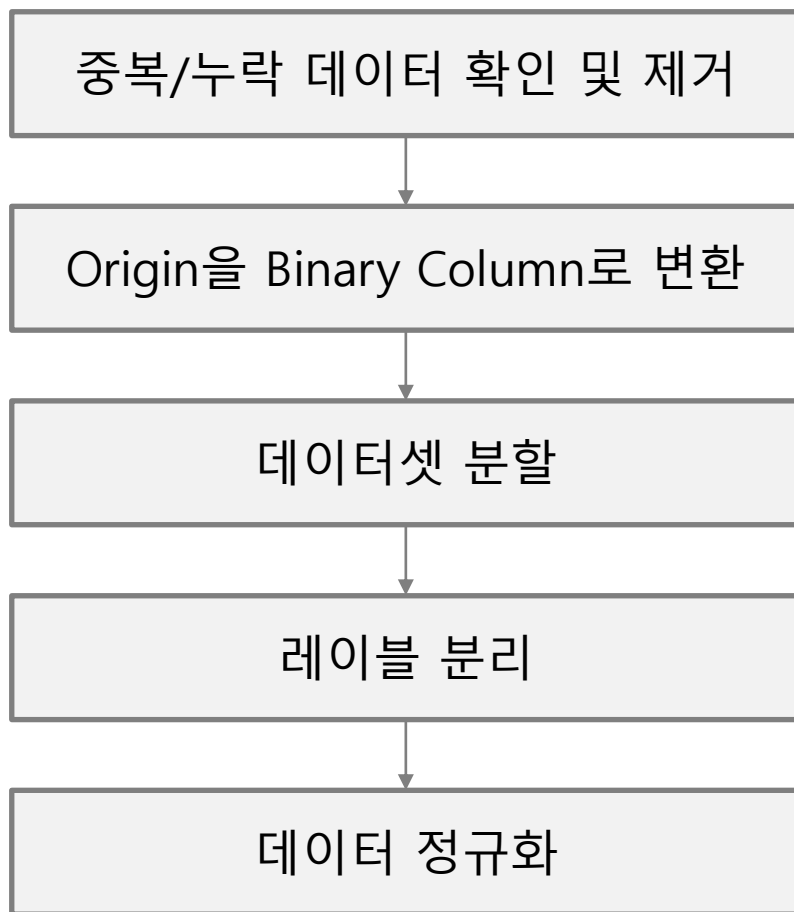 중복/누락 데이터 확인 및 제거
Origin을 Binary Column로 변환
데이터셋 분할
레이블 분리
데이터 정규화